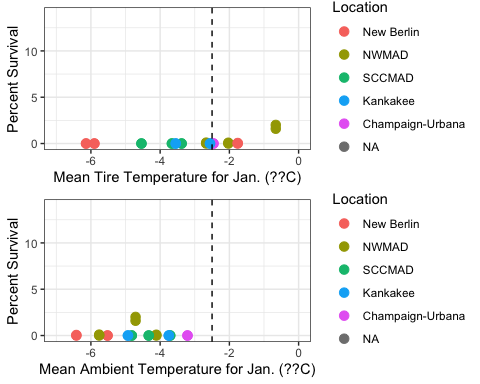 Location
New Berlin
NWMAD
SCCMAD
Kankakee
Champaign-Urbana
NA
Percent Survival
10
5
0
-6
-4
-2
0
Mean Tire Temperature for Jan. (??C)
Location
New Berlin
NWMAD
SCCMAD
Kankakee
Champaign-Urbana
NA
Percent Survival
10
5
0
-6
-4
-2
0
Mean Ambient Temperature for Jan. (??C)